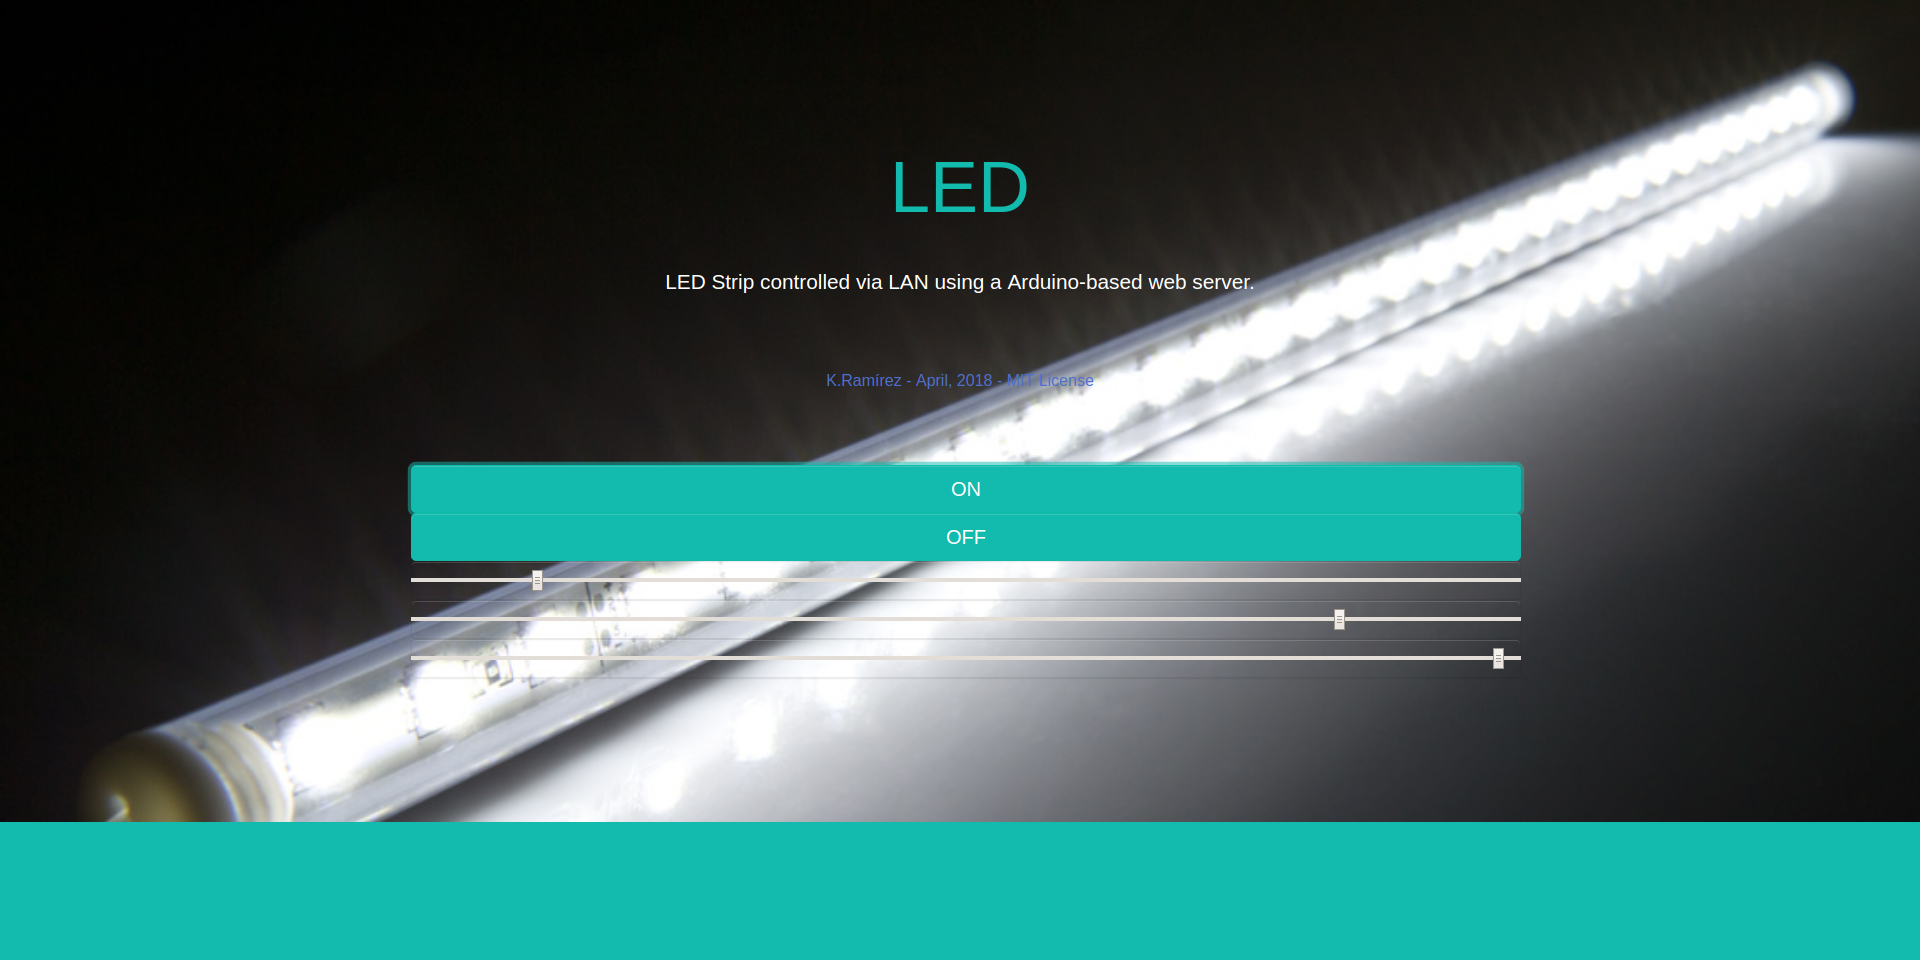 LED
LED Strip controlled via LAN using a Arduino-based web server.
K.Ramírez - April, 2018 - MIT License
ON
OFF